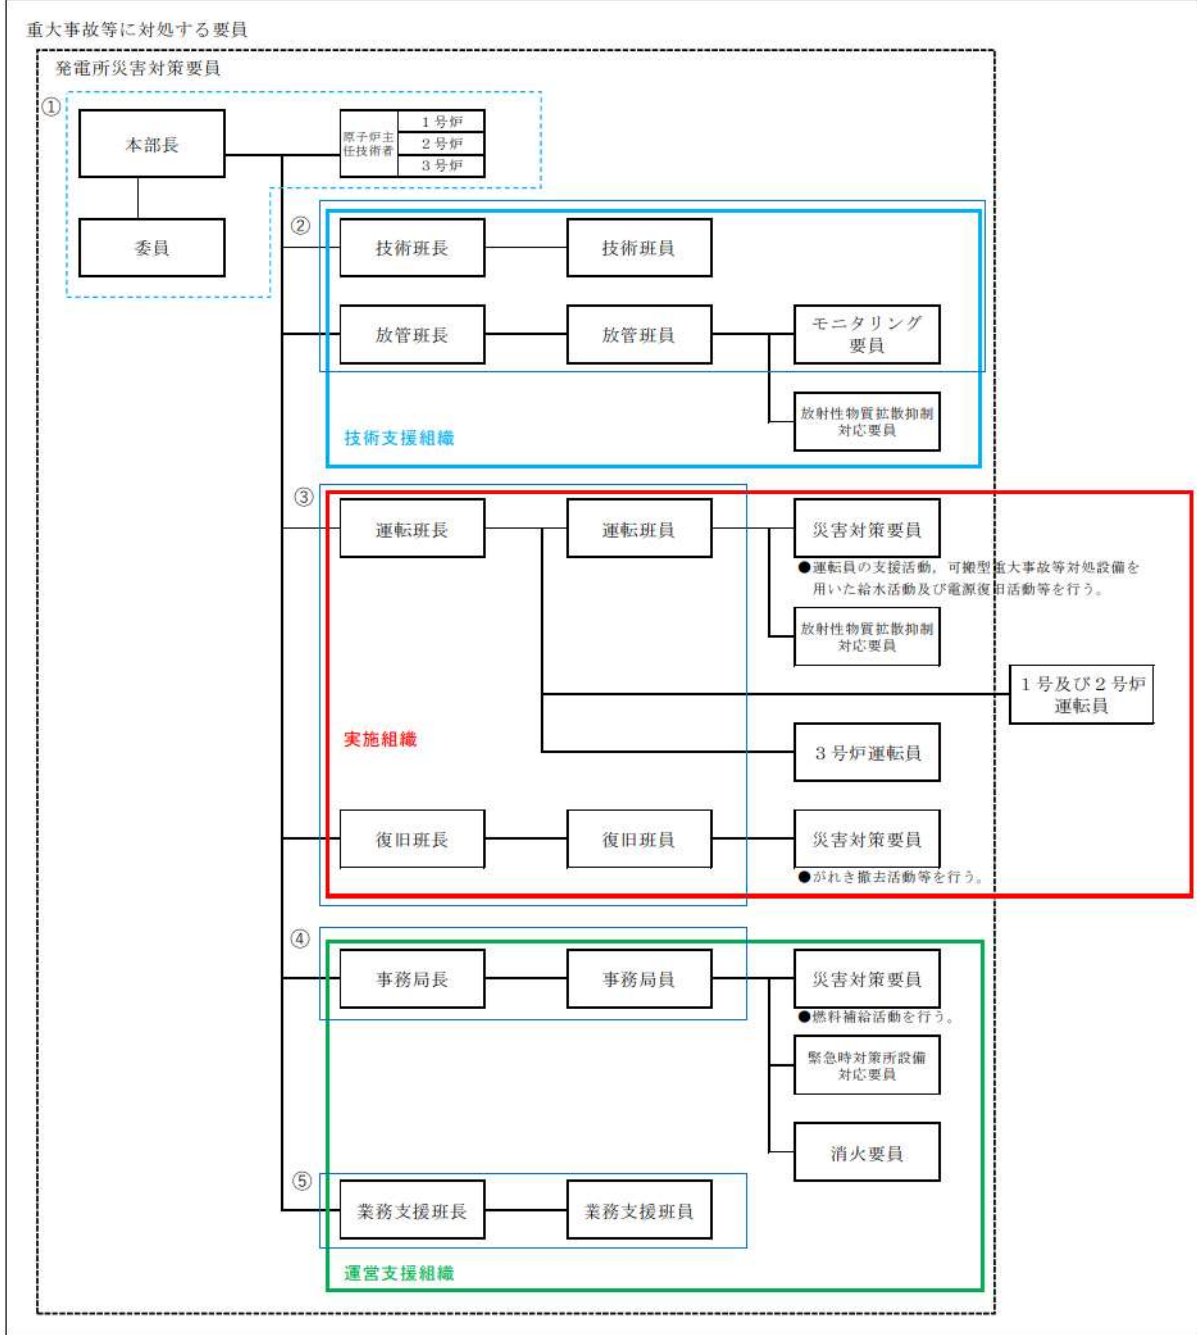 重大事故等に対処する要員
発電所災害対策要員
①
本部長
原子炉主
任技術者
1号炉
2号炉
3号炉
委員
②
技術班長
技術班員
放管班長
放管班員
モニタリング
要員
放射性物質拡散抑制
対応要員
技術支援組織
③
運転班長
運転班員
災害対策要員
●運転員の支援活動，可搬型重大事故等対処設備を
用いた給水活動及び電源復旧活動等を行う。
放射性物質拡散抑制
対応要員
1号及び2号炉
運転員
実施組織
3号炉運転員
復旧班長
復旧班員
災害対策要員
●がれき撤去活動等を行う。
④
事務局長
事務局員
災害対策要員
●燃料補給活動を行う。
緊急時対策所設備
対応要員
消火要員
⑤
業務支援班長
業務支援班員
運営支援組織